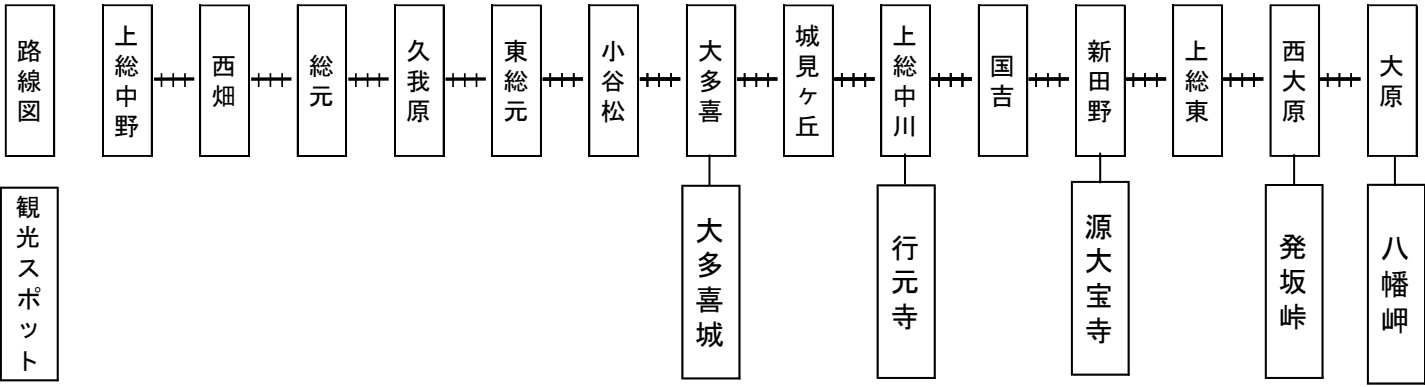 路線図
上総中野
西畑
総元
久我原
東総元
小谷松
大多喜
城見ヶ丘
上総中川
国吉
新田野
上総東
西大原
大原
観光スポット
大多喜城
行元寺
源大宝寺
発坂峠
八幡岬